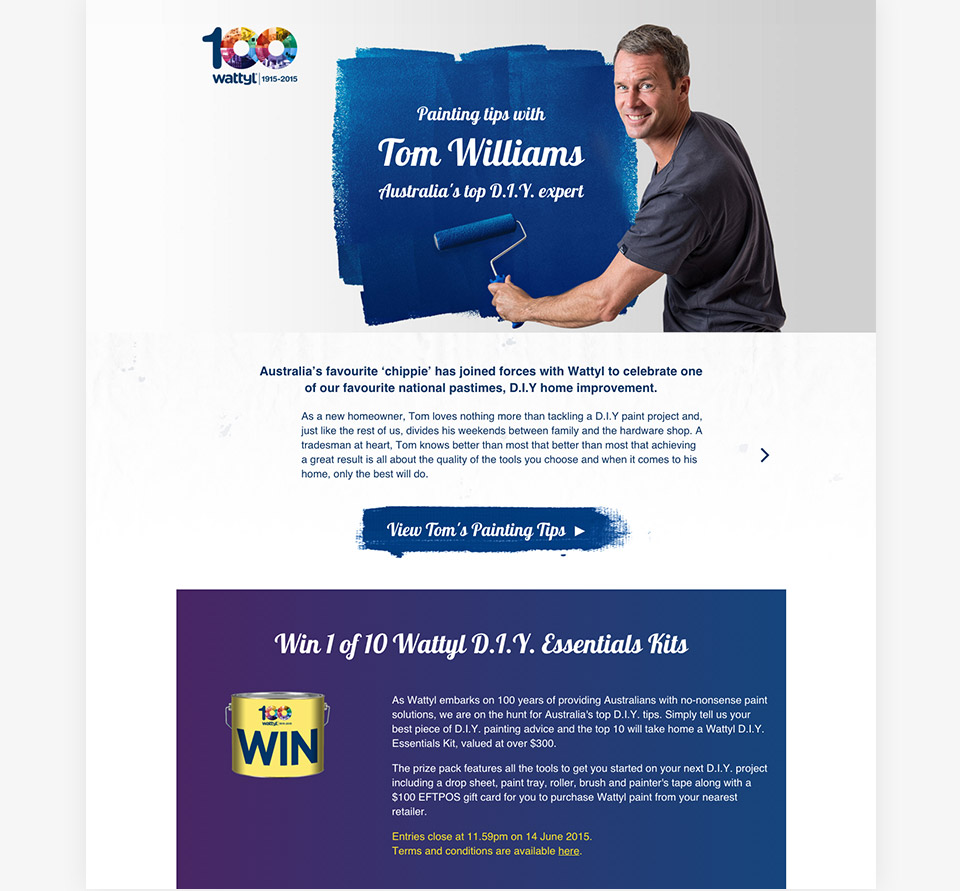 100
wattyl | 1915-2015
Painting tips with
Tom Williams
Australia's top D.I.Y. expert
Australia’s favourite ‘chippie’ has joined forces with Wattyl to celebrate one
of our favourite national pastimes, D.I.Y home improvement.
As a new homeowner, Tom loves nothing more than tackling a D.I.Y paint project and,
just like the rest of us, divides his weekends between family and the hardware shop. A
tradesman at heart, Tom knows better than most that better than most that achieving
a great result is all about the quality of the tools you choose and when it comes to his
home, only the best will do.
View Tom's Painting Tips ►
Win 1 of 10 Wattyl D.I.Y. Essentials Kits
100
wattyl | 1915-2015
WIN
As Wattyl embarks on 100 years of providing Australians with no-nonsense paint
solutions, we are on the hunt for Australia's top D.I.Y. tips. Simply tell us your
best piece of D.I.Y. painting advice and the top 10 will take home a Wattyl D.I.Y.
Essentials Kit, valued at over $300.
The prize pack features all the tools to get you started on your next D.I.Y. project
including a drop sheet, paint tray, roller, brush and painter's tape along with a
$100 EFTPOS gift card for you to purchase Wattyl paint from your nearest
retailer.
Entries close at 11.59pm on 14 June 2015.
Terms and conditions are available here.